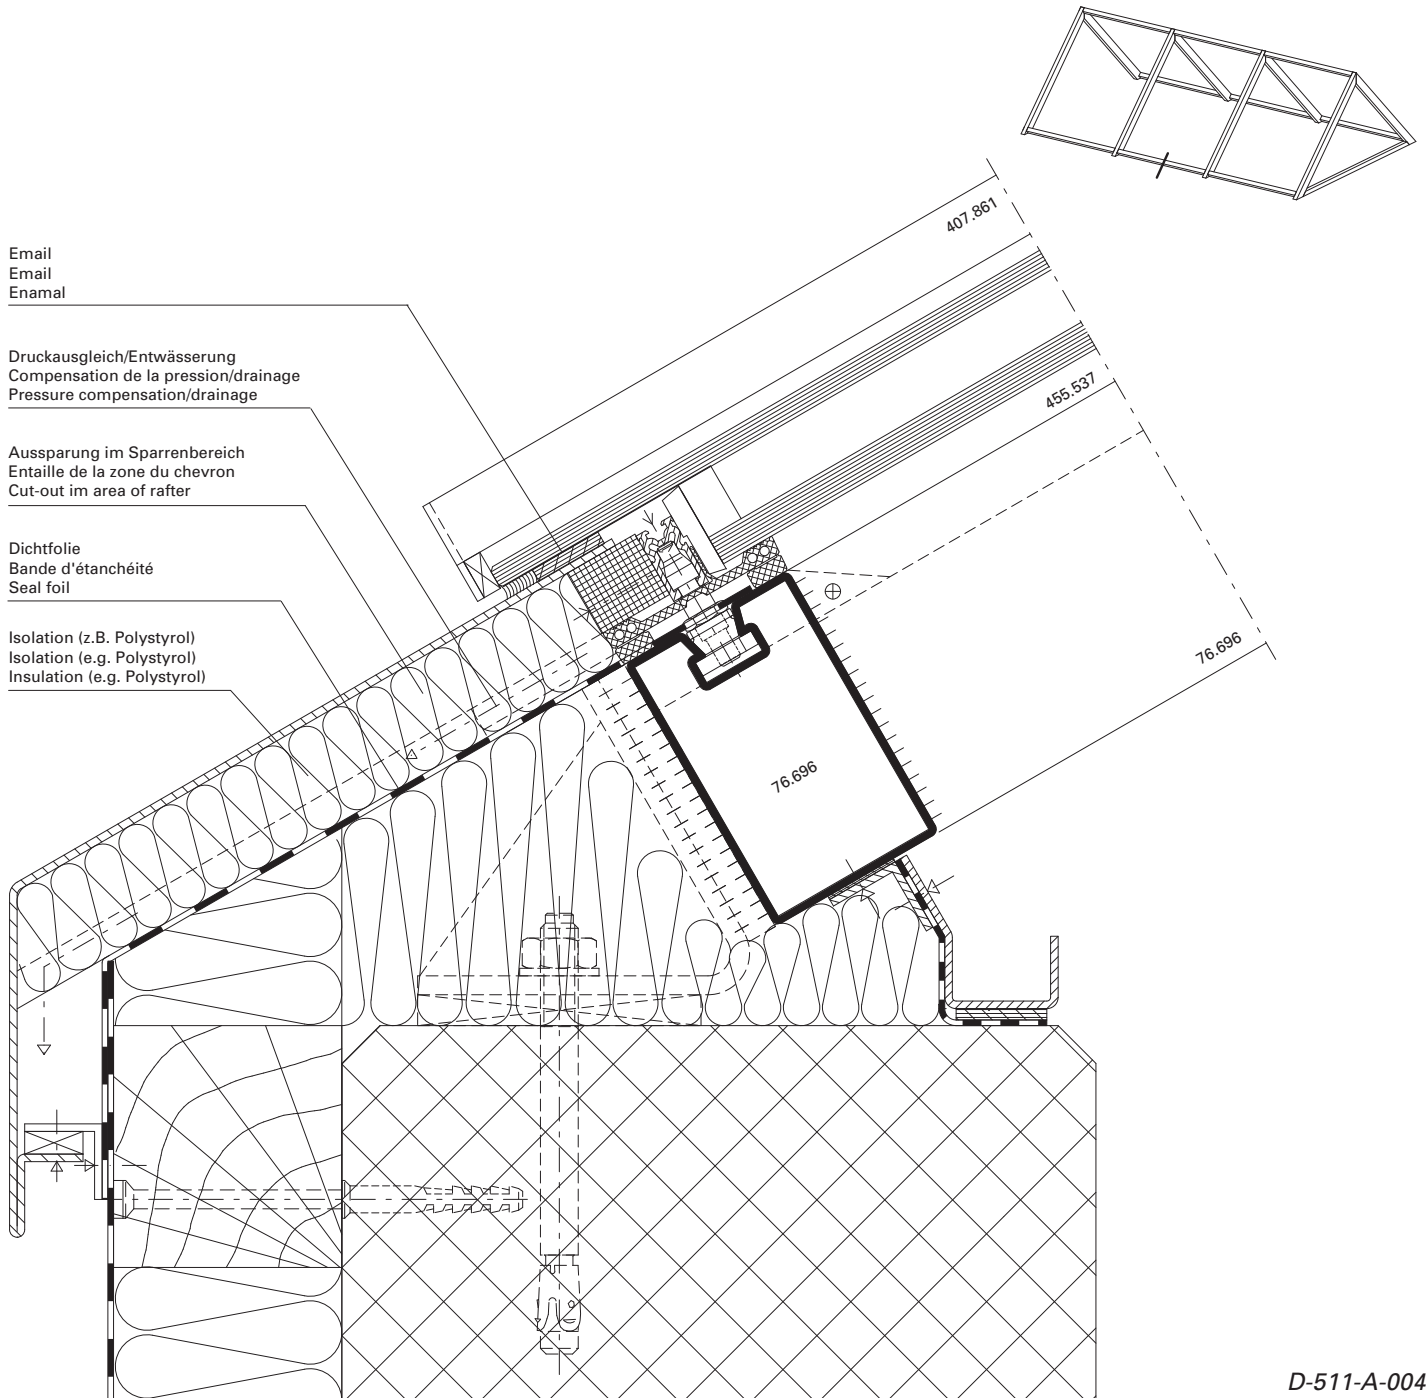 Email
Email
Enamal
Druckausgleich/Entwässerung
Compensation de la pression/drainage
Pressure compensation/drainage
Aussparung im Sparrenbereich
Entaille de la zone du chevron
Cut-out im area of rafter
Dichtfolie
Bande d'étanchéité
Seal foil
Isolation (z.B. Polystyrol)
Isolation (e.g. Polystyrol)
Insulation (e.g. Polystyrol)
407.861
455.537
76.696
76.696
D-511-A-004